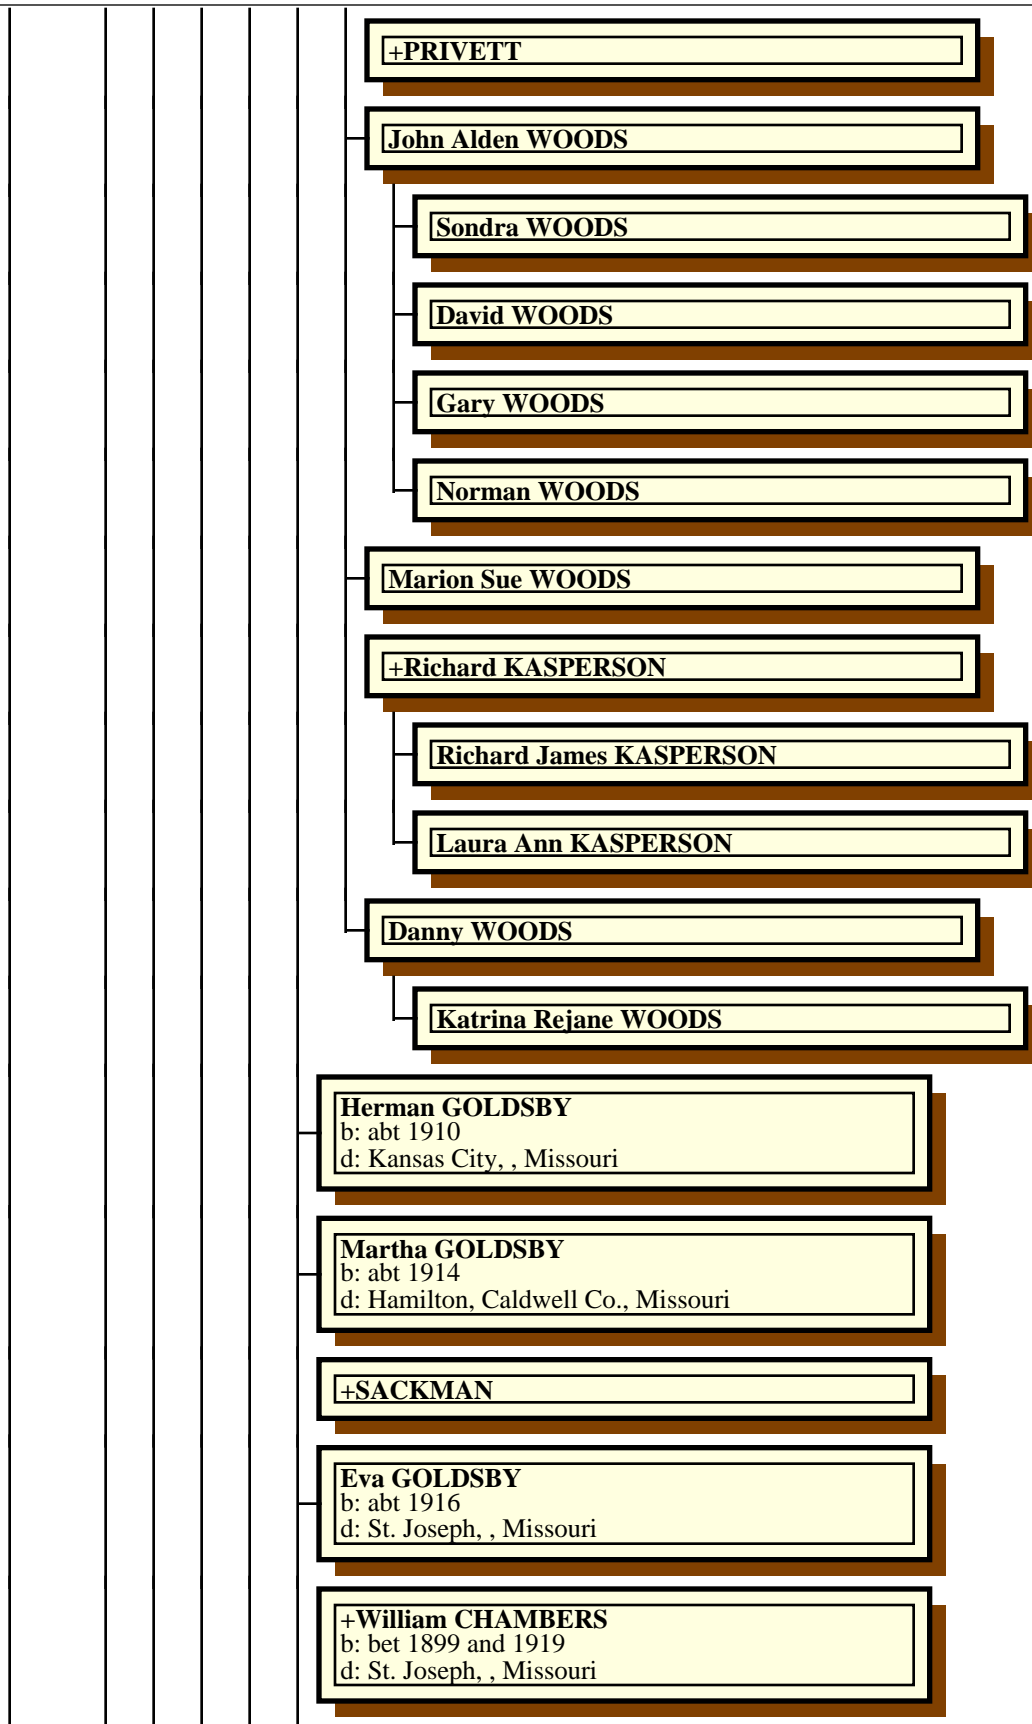 +PRIVETT
John Alden WOODS
Sondra WOODS
David WOODS
Gary WOODS
Norman WOODS
Marion Sue WOODS
+Richard KASPERSON
Richard James KASPERSON
Laura Ann KASPERSON
Danny WOODS
Katrina Rejane WOODS
Herman GOLDSBY
b: abt 1910
d: Kansas City, , Missouri
Martha GOLDSBY
b: abt 1914
d: Hamilton, Caldwell Co., Missouri
+SACKMAN
Eva GOLDSBY
b: abt 1916
d: St. Joseph, , Missouri
+William CHAMBERS
b: bet 1899 and 1919
d: St. Joseph, , Missouri